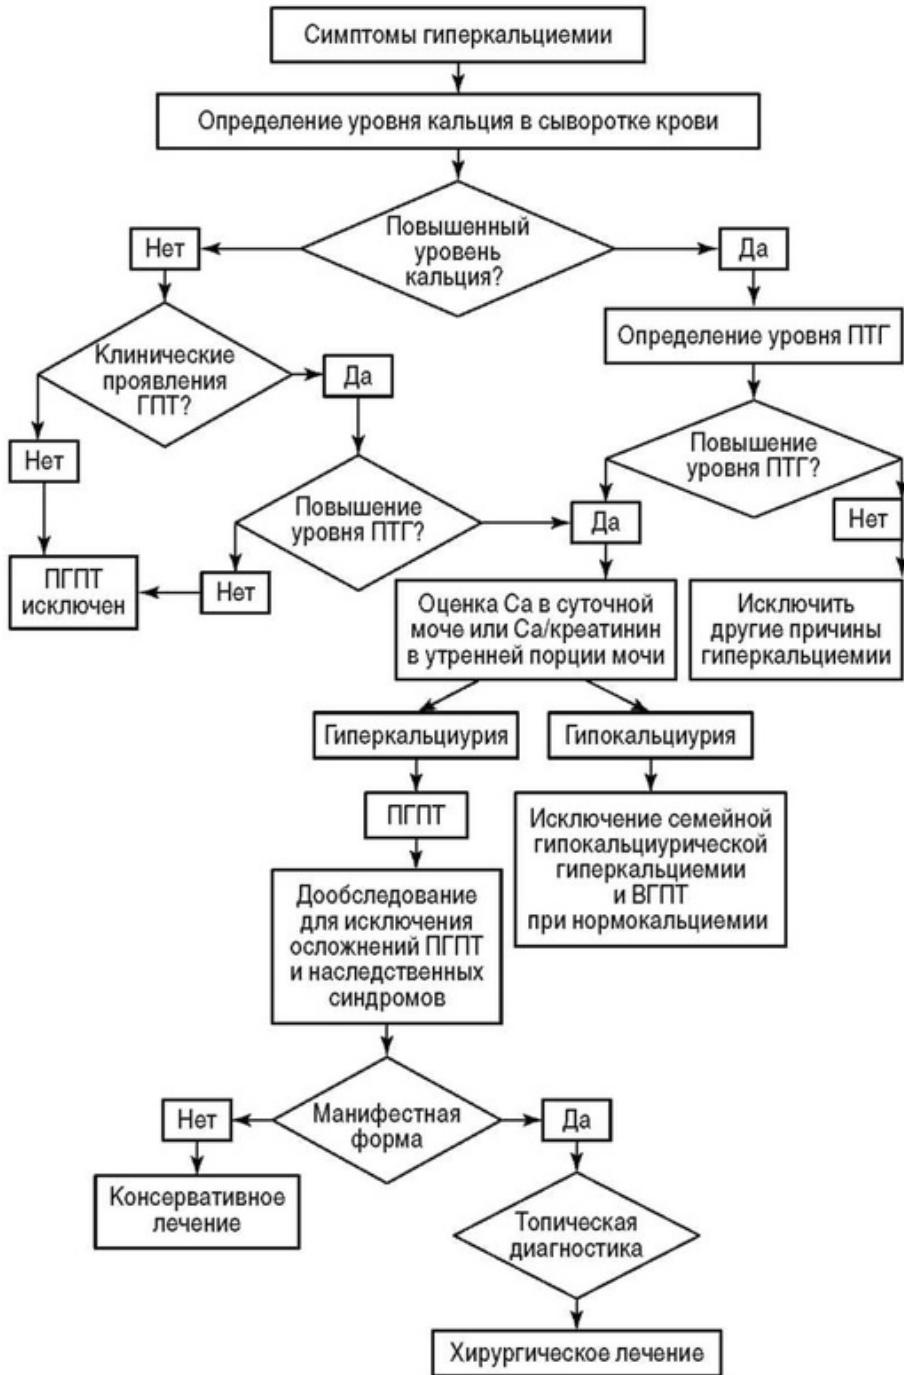 Симптомы гиперкальциемии
Определение уровня кальция в сыворотке крови
Повышенный
уровень
кальция?
Нет
Да
Клинические
проявления
ГПТ?
Да
Определение уровня ПТГ
Нет
Повышение
уровня ПТГ?
Повышение
уровня ПТГ?
Да
Нет
ПГПТ
исключен
Нет
Оценка Ca в суточной
моче или Ca/креатинин
в утренней порции мочи
Исключить
другие причины
гиперкальциемии
Гиперкальциурия
Гипокальциурия
ПГПТ
Исключение семейной
гипокальциурической
гиперкальциемии
и ВГПТ
при нормокальциемии
Дообследование
для исключения
осложнений ПГПТ
и наследственных
синдромов
Манифестная
форма
Нет
Да
Консервативное
лечение
Топическая
диагностика
Хирургическое лечение